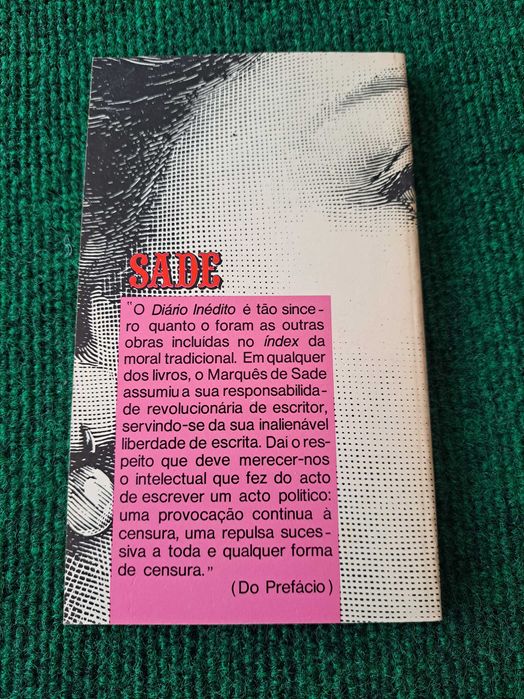 SADE
"O Diário Inédito é tão since-
ro quanto o foram as outras
obras incluídas no índex da
moral tradicional. Em qualquer
dos livros, o Marquês de Sade
assumiu a sua responsabilida-
de revolucionária de escritor,
servindo-se da sua inalienável
liberdade de escrita. Daí o res-
peito que deve merecer-nos
o intelectual que fez do acto
de escrever um acto político:
uma provocação contínua à
censura, uma repulsa suces-
siva a toda e qualquer forma
de censura."
(Do Prefácio)